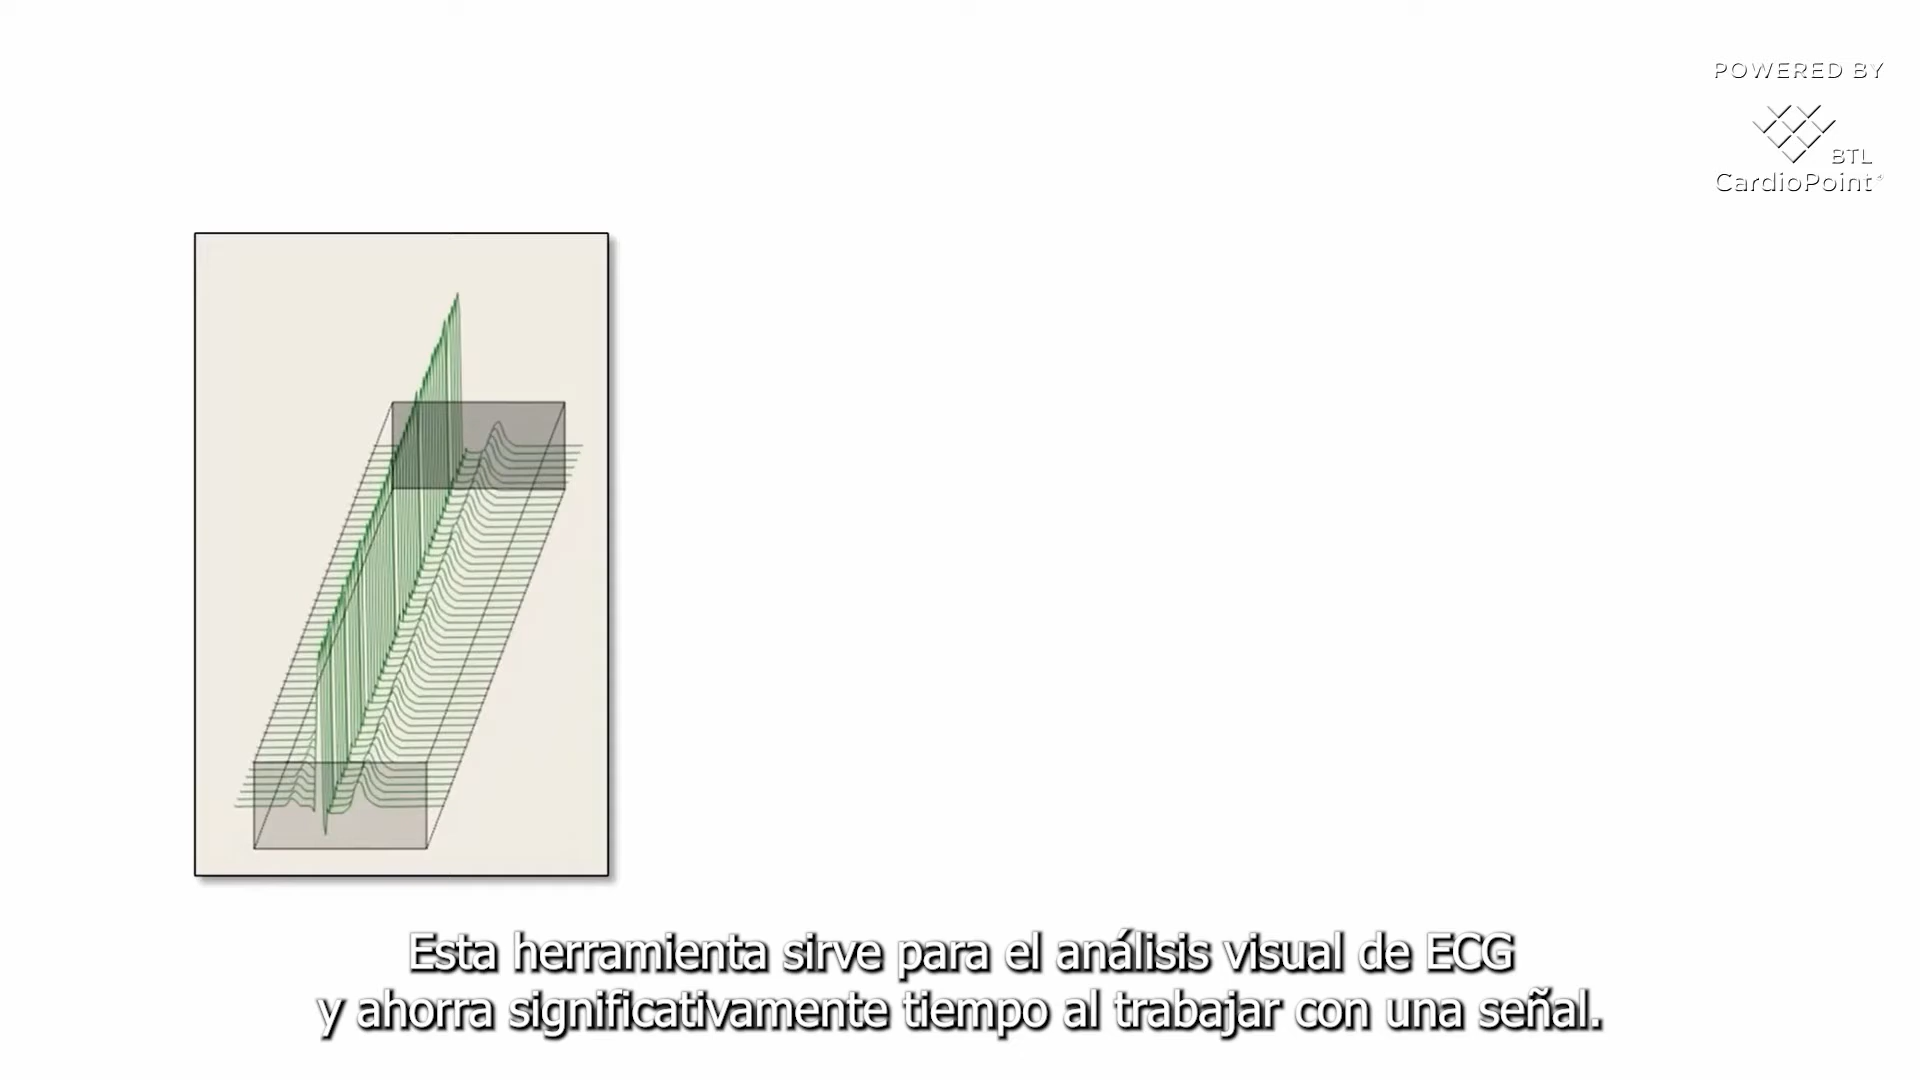 POWERED BY
BTL
CardioPoint®
Esta herramienta sirve para el análisis visual de ECG
y ahorra significativamente tiempo al trabajar con una señal.